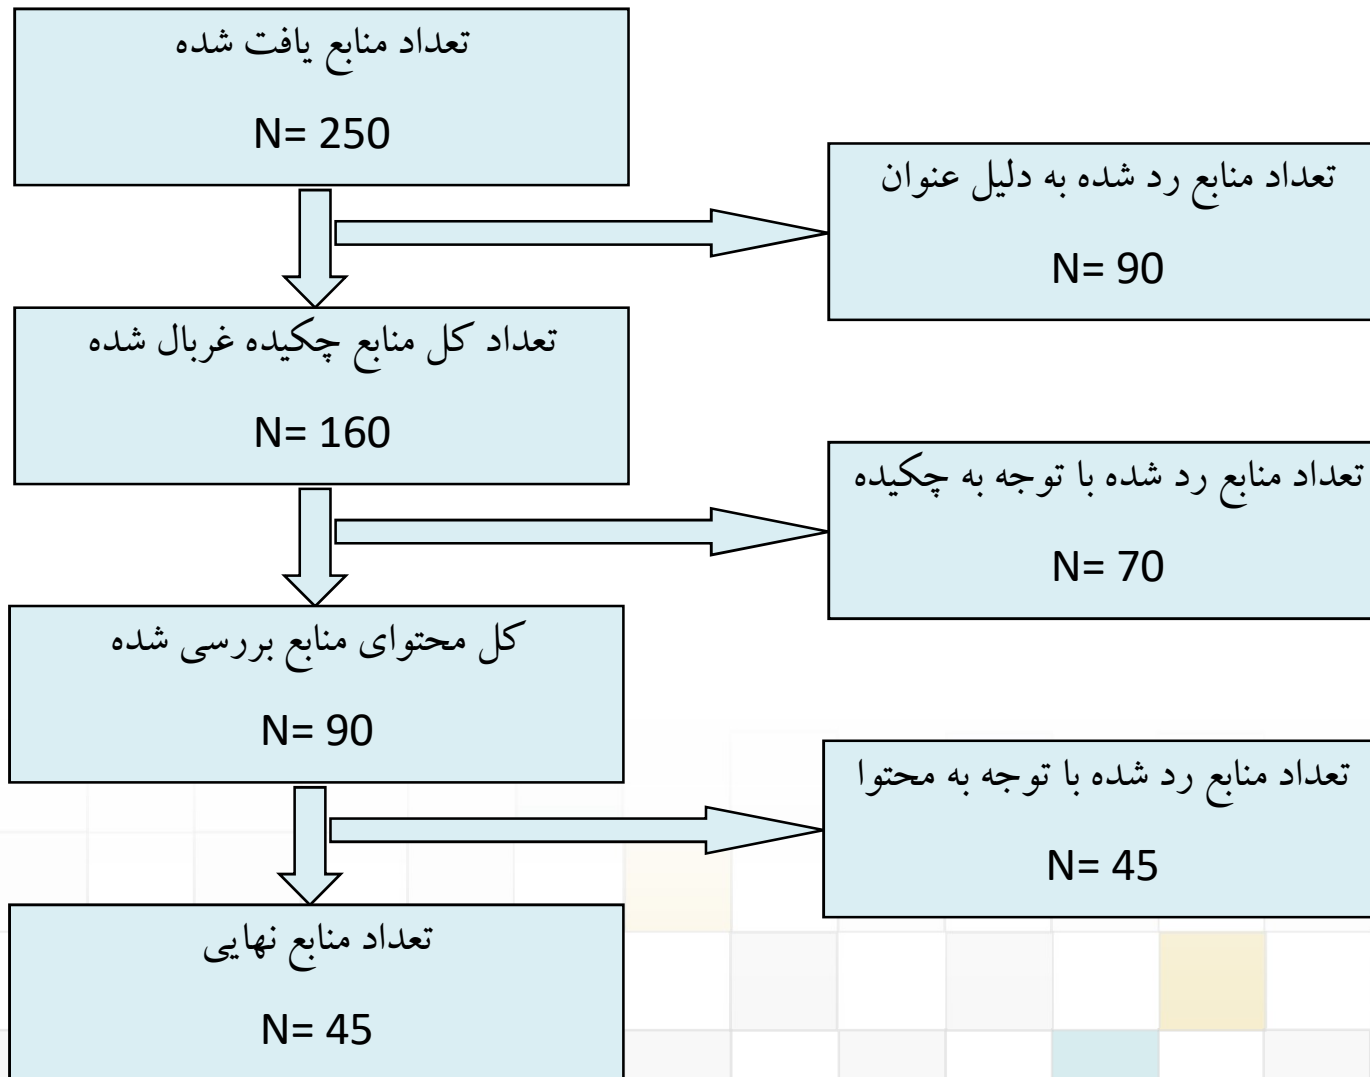 تعداد منابع یافت شده
N= 250
تعداد منابع رد شده به دلیل عنوان
N= 90
تعداد کل منابع چکیده غربال شده
N= 160
تعداد منابع رد شده با توجه به چکیده
N= 70
کل محتوای منابع بررسی شده
N= 90
تعداد منابع رد شده با توجه به محتوا
N= 45
تعداد منابع نهایی
N= 45